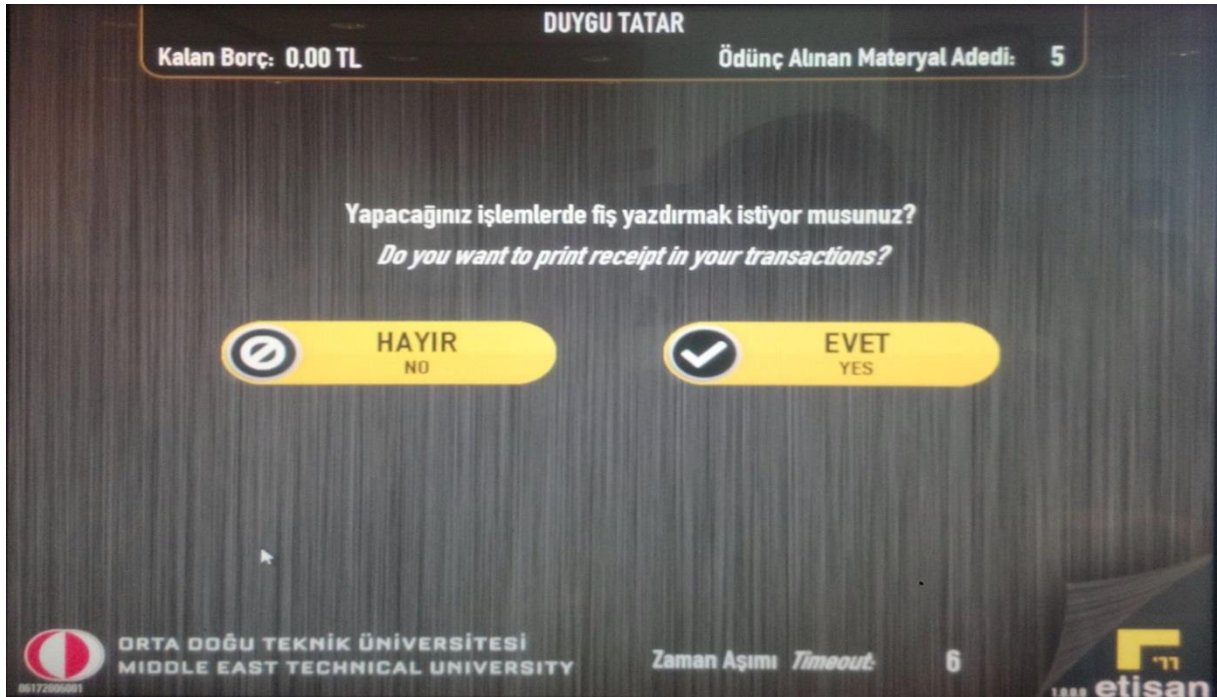 DUYGU TATAR
Kalan Borç: 0,00 TL
Ödünç Alınan Materyal Adedi: 5
Yapacağınız işlemlerde fiş yazdırmak istiyor musunuz?
Do you want to print receipt in your transactions?
HAYIR
NO
EVET
YES
ORTA DOĞU TEKNİK ÜNİVERSİTESİ
MIDDLE EAST TECHNICAL UNIVERSITY
06172006001
Zaman Aşımı Timeout: 6
'77
etisan